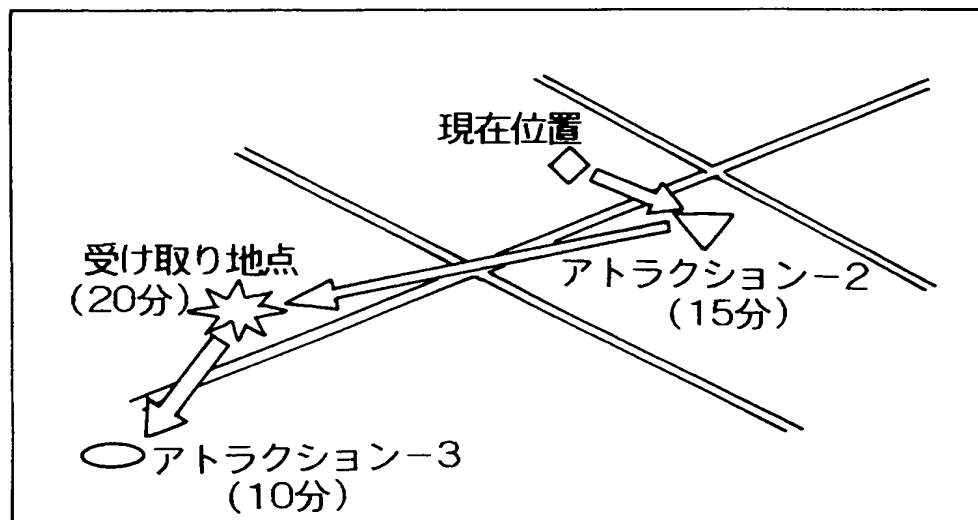 現在位置
受け取り地点
(20分)
アトラクション-2
(15分)
アトラクション-3
(10分)